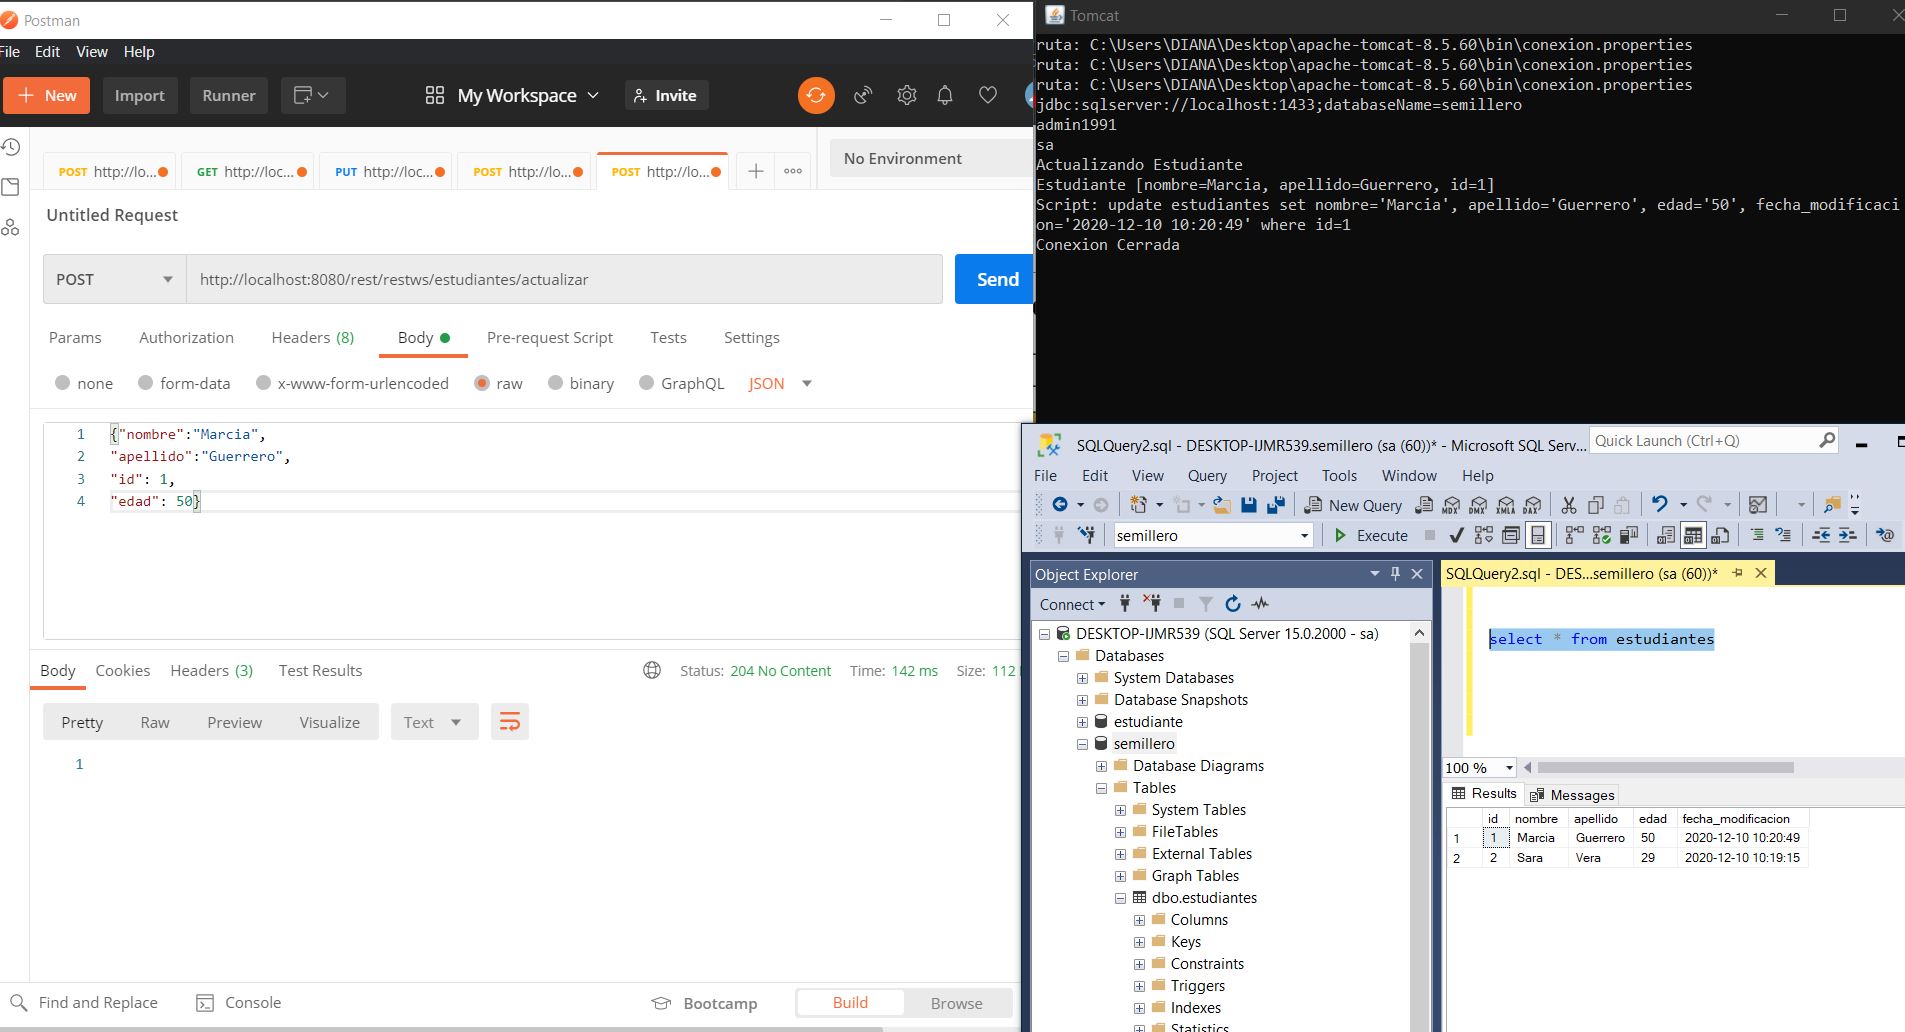 Postman
File Edit View Help
New Import Runner My Workspace Invite
POST http://lo... GET http://loc... PUT http://loc... POST http://lo... POST http://lo... No Environment
Untitled Request
POST http://localhost:8080/rest/restws/estudiantes/actualizar Send
Params Authorization Headers (8) Body Pre-request Script Tests Settings
none form-data x-www-form-urlencoded raw binary GraphQL JSON
1 {"nombre":"Marcia",
2 "apellido":"Guerrero",
3 "id": 1,
4 "edad": 50}
Body Cookies Headers (3) Test Results Status: 204 No Content Time: 142 ms Size: 112
Pretty Raw Preview Visualize Text
1
Find and Replace Console Bootcamp Build Browse
Tomcat
ruta: C:\Users\DIANA\Desktop\apache-tomcat-8.5.60\bin\conexion.properties
ruta: C:\Users\DIANA\Desktop\apache-tomcat-8.5.60\bin\conexion.properties
ruta: C:\Users\DIANA\Desktop\apache-tomcat-8.5.60\bin\conexion.properties
jdbc:sqlserver://localhost:1433;databaseName=semillero
admin1991
sa
Actualizando Estudiante
Estudiante [nombre=Marcia, apellido=Guerrero, id=1]
Script: update estudiantes set nombre='Marcia', apellido='Guerrero', edad='50', fecha_modificaci
on='2020-12-10 10:20:49' where id=1
Conexion Cerrada
SQLQuery2.sql - DESKTOP-IJMR539.semillero (sa (60))* - Microsoft SQL Serv... Quick Launch (Ctrl+Q)
File Edit View Query Project Tools Window Help
New Query MDX DMX XMLA DAX
semillero Execute
Object Explorer
Connect
DESKTOP-IJMR539 (SQL Server 15.0.2000 - sa)
Databases
System Databases
Database Snapshots
estudiante
semillero
Database Diagrams
Tables
System Tables
FileTables
External Tables
Graph Tables
dbo.estudiantes
Columns
Keys
Constraints
Triggers
Indexes
Statistics
SQLQuery2.sql - DES...semillero (sa (60))*
select * from estudiantes
100 %
Results Messages
id nombre apellido edad fecha_modificacion
1 1 Marcia Guerrero 50 2020-12-10 10:20:49
2 2 Sara Vera 29 2020-12-10 10:19:15